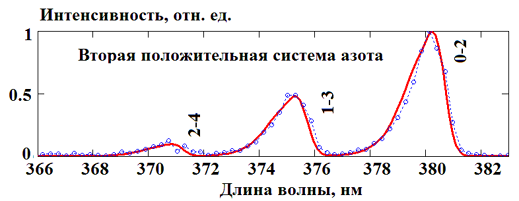 Интенсивность, отн. ед.
1
Вторая положительная система азота
0-2
0.5
1-3
2-4
0
366 368 370 372 374 376 378 380 382
Длина волны, нм